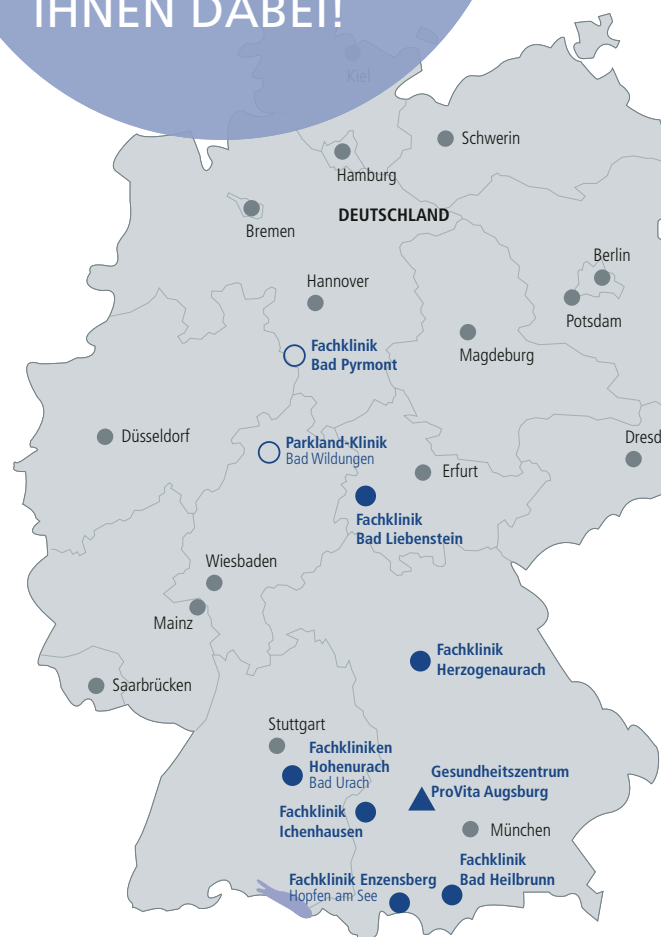 IHNEN DABEI!
Kiel
Schwerin
Hamburg
DEUTSCHLAND
Bremen
Berlin
Hannover
Potsdam
Fachklinik
Bad Pyrmont
Magdeburg
Düsseldorf
Parkland-Klinik
Bad Wildungen
Dresd
Erfurt
Fachklinik
Bad Liebenstein
Wiesbaden
Mainz
Fachklinik
Herzogenaurach
Saarbrücken
Stuttgart
Fachkliniken
Hohenurach
Bad Urach
Gesundheitszentrum
ProVita Augsburg
Fachklinik
Ichenhausen
München
Fachklinik
Bad Heilbrunn
Fachklinik Enzensberg
Hopfen am See